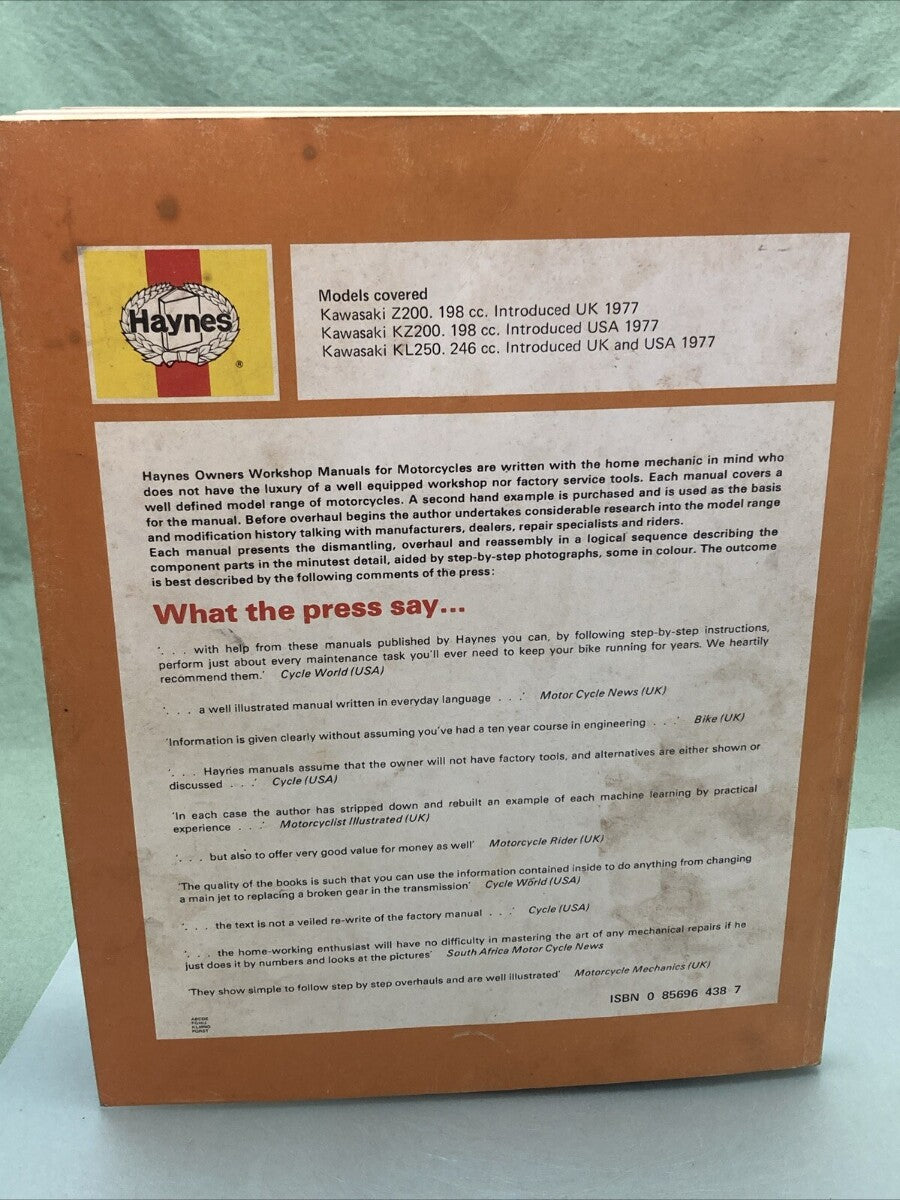 Haynes
®
Models covered
Kawasaki Z200. 198 cc. Introduced UK 1977
Kawasaki KZ200. 198 cc. Introduced USA 1977
Kawasaki KL250. 246 cc. Introduced UK and USA 1977
Haynes Owners Workshop Manuals for Motorcycles are written with the home mechanic in mind who
does not have the luxury of a well equipped workshop nor factory service tools. Each manual covers a
well defined model range of motorcycles. A second hand example is purchased and is used as the basis
for the manual. Before overhaul begins the author undertakes considerable research into the model range
and modification history talking with manufacturers, dealers, repair specialists and riders.
Each manual presents the dismantling, overhaul and reassembly in a logical sequence describing the
component parts in the minutest detail, aided by step-by-step photographs, some in colour. The outcome
is best described by the following comments of the press:
What the press say...
'. . . with help from these manuals published by Haynes you can, by following step-by-step instructions,
perform just about every maintenance task you'll ever need to keep your bike running for years. We heartily
recommend them.' Cycle World (USA)
'. . . a well illustrated manual written in everyday language . . .' Motor Cycle News (UK)
'Information is given clearly without assuming you've had a ten year course in engineering . . .' Bike (UK)
'. . . Haynes manuals assume that the owner will not have factory tools, and alternatives are either shown or
discussed . . .' Cycle (USA)
'In each case the author has stripped down and rebuilt an example of each machine learning by practical
experience . . .' Motorcyclist Illustrated (UK)
'. . . but also to offer very good value for money as well' Motorcycle Rider (UK)
'The quality of the books is such that you can use the information contained inside to do anything from changing
a main jet to replacing a broken gear in the transmission' Cycle World (USA)
'. . . the text is not a veiled re-write of the factory manual . . .' Cycle (USA)
'. . . the home-working enthusiast will have no difficulty in mastering the art of any mechanical repairs if he
just does it by numbers and looks at the pictures' South Africa Motor Cycle News
'They show simple to follow step by step overhauls and are well illustrated' Motorcycle Mechanics (UK)
ISBN 0 85696 438 7
ABCDE